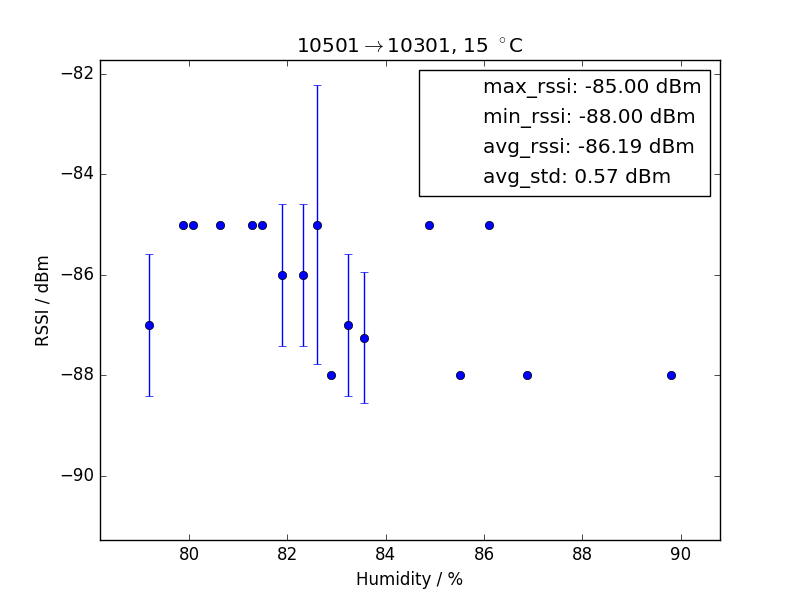 10501→10301, 15 °C
max_rssi: -85.00 dBm
min_rssi: -88.00 dBm
avg_rssi: -86.19 dBm
avg_std: 0.57 dBm
RSSI / dBm
−82
−84
−86
−88
−90
80 82 84 86 88 90
Humidity / %